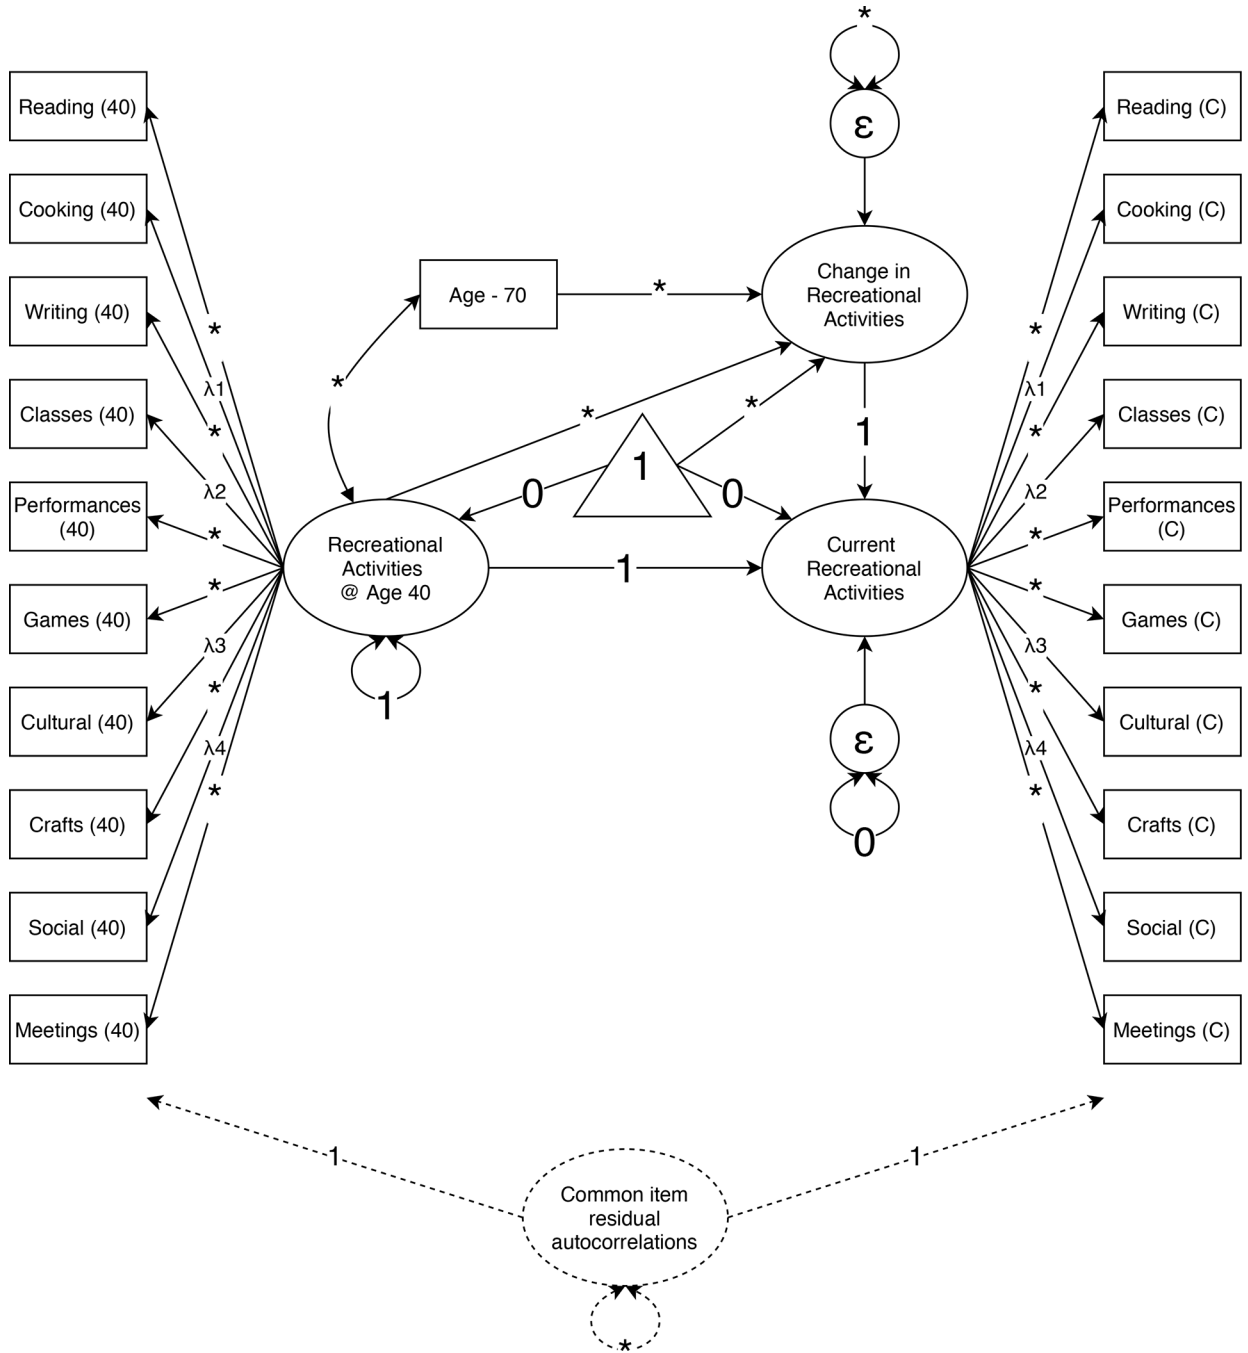 *
ε
Reading (40)
Reading (C)
Cooking (40)
Cooking (C)
Change in
Recreational
Activities
Age - 70
*
Writing (40)
Writing (C)
*
*
*
λ1
λ1
Classes (40)
*
*
*
Classes (C)
*
*
1
1
λ2
0
0
λ2
Performances
(40)
Performances
(C)
*
*
Recreational
Activities
@ Age 40
1
Current
Recreational
Activities
*
*
Games (40)
Games (C)
λ3
λ3
*
*
1
Cultural (40)
Cultural (C)
ε
λ4
λ4
*
*
Crafts (40)
0
Crafts (C)
Social (40)
Social (C)
Meetings (40)
Meetings (C)
1
1
Common item
residual
autocorrelations
*